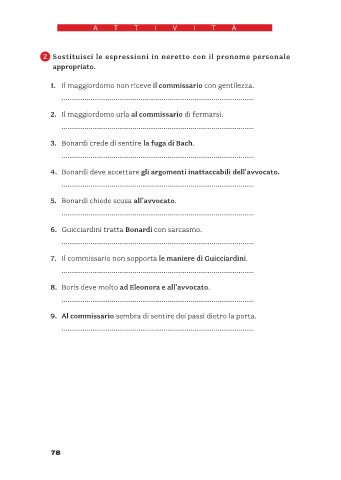 ATTIVITÀ
2 Sostituisci le espressioni in neretto con il pronome personale
appropriato.
1. Il maggiordomo non riceve il commissario con gentilezza.
2. Il maggiordomo urla al commissario di fermarsi.
3. Bonardi crede di sentire la fuga di Bach.
4. Bonardi deve accettare gli argomenti inattaccabili dell'avvocato.
5. Bonardi chiede scusa all'avvocato.
6. Guicciardini tratta Bonardi con sarcasmo.
7. Il commissario non sopporta le maniere di Guicciardini.
8. Boris deve molto ad Eleonora e all'avvocato.
9. Al commissario sembra di sentire dei passi dietro la porta.
78